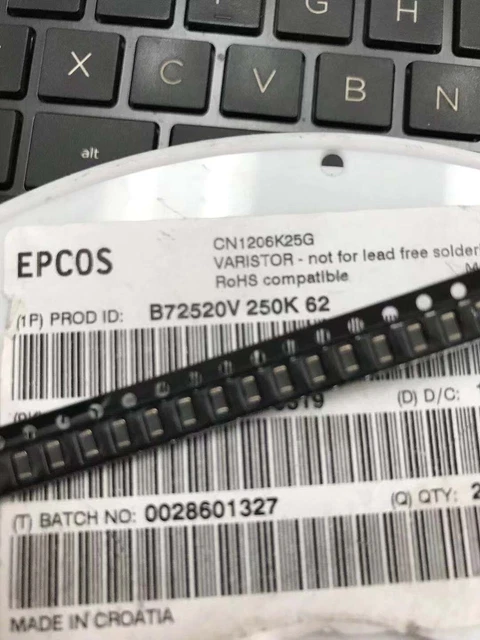 G H
X C V B N
alt
EPCOS
CN1206K25G
VARISTOR - not for lead free solder
RoHS compatible
(1P) PROD ID: B72520V 250K 62
(D) D/C:
(T) BATCH NO: 0028601327
(Q) QTY: 2
MADE IN CROATIA